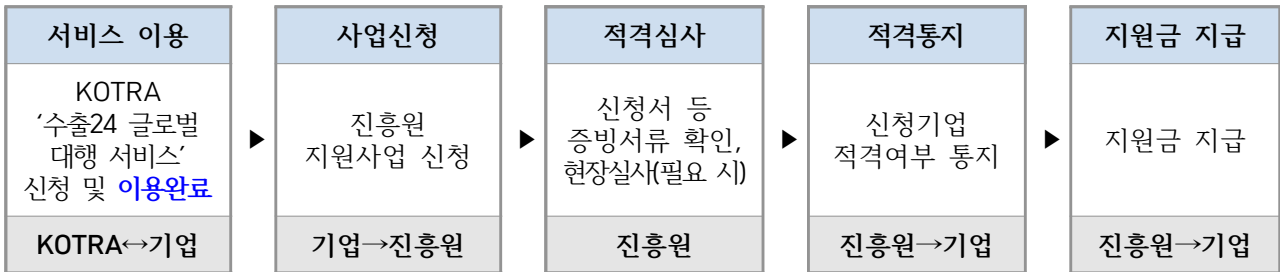 서비스 이용
KOTRA
‘수출24 글로벌
대행 서비스’
신청 및 이용완료
KOTRA↔기업
▶
사업신청
진흥원
지원사업 신청
기업→진흥원
▶
적격심사
신청서 등
증빙서류 확인,
현장실사(필요 시)
진흥원
▶
적격통지
신청기업
적격여부 통지
진흥원→기업
▶
지원금 지급
지원금 지급
진흥원→기업